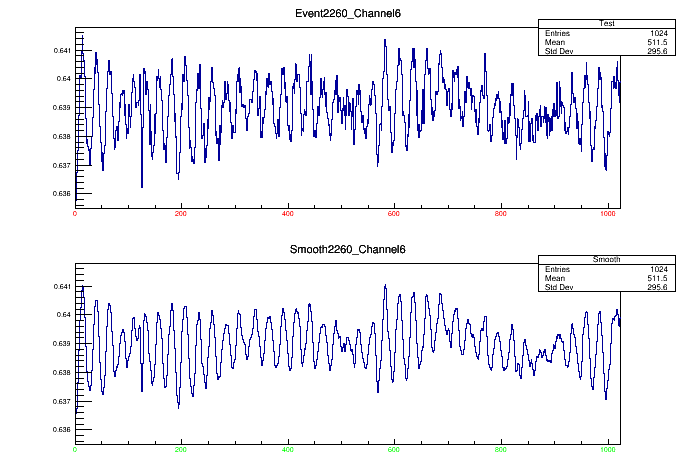 Event2260_Channel6
Test
Entries 1024
Mean 511.5
Std Dev 295.6
0.641
0.64
0.639
0.638
0.637
0.636
0 200 400 600 800 1000
Smooth2260_Channel6
Smooth
Entries 1024
Mean 511.5
Std Dev 295.6
0.641
0.64
0.639
0.638
0.637
0.636
0 200 400 600 800 1000